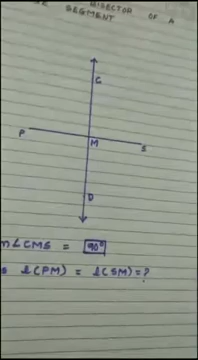 BISECTOR OF A
SEGMENT
C
P
M
S
D
∠CMS = 90°
l(PM) = l(SM) = ?